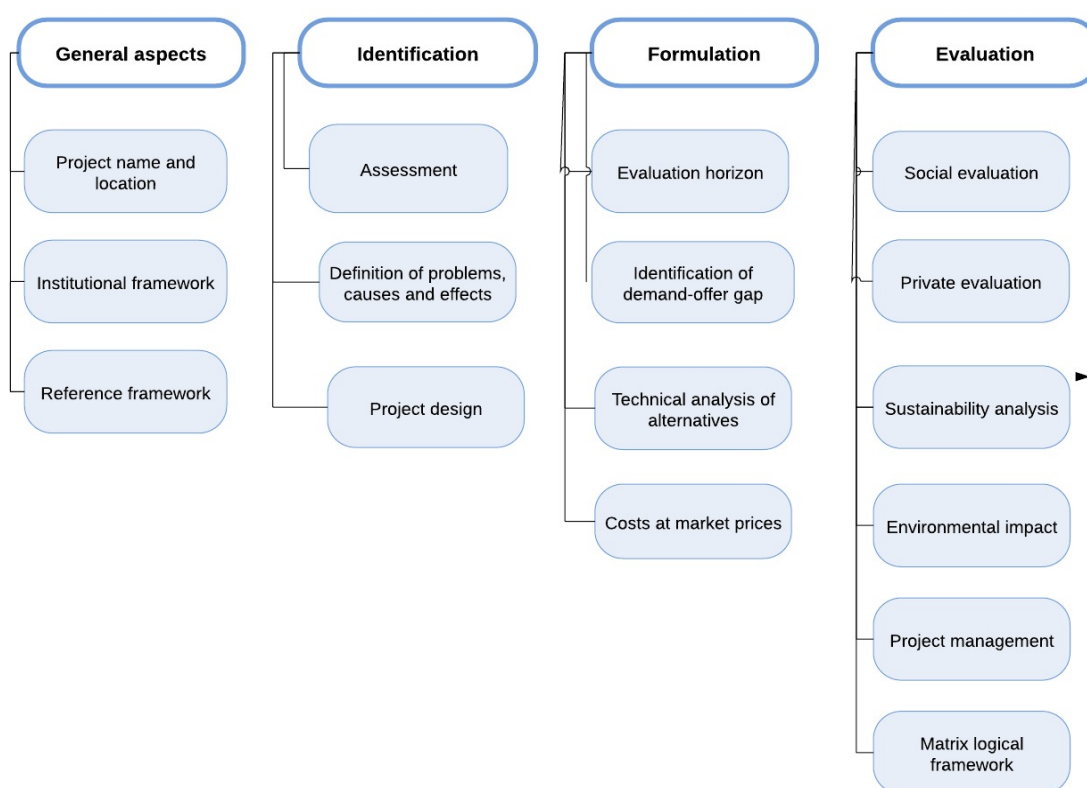 General aspects
Project name and
location
Institutional framework
Reference framework
Identification
Assessment
Definition of problems,
causes and effects
Project design
Formulation
Evaluation horizon
Identification of
demand-offer gap
Technical analysis of
alternatives
Costs at market prices
Evaluation
Social evaluation
Private evaluation
Sustainability analysis
Environmental impact
Project management
Matrix logical
framework